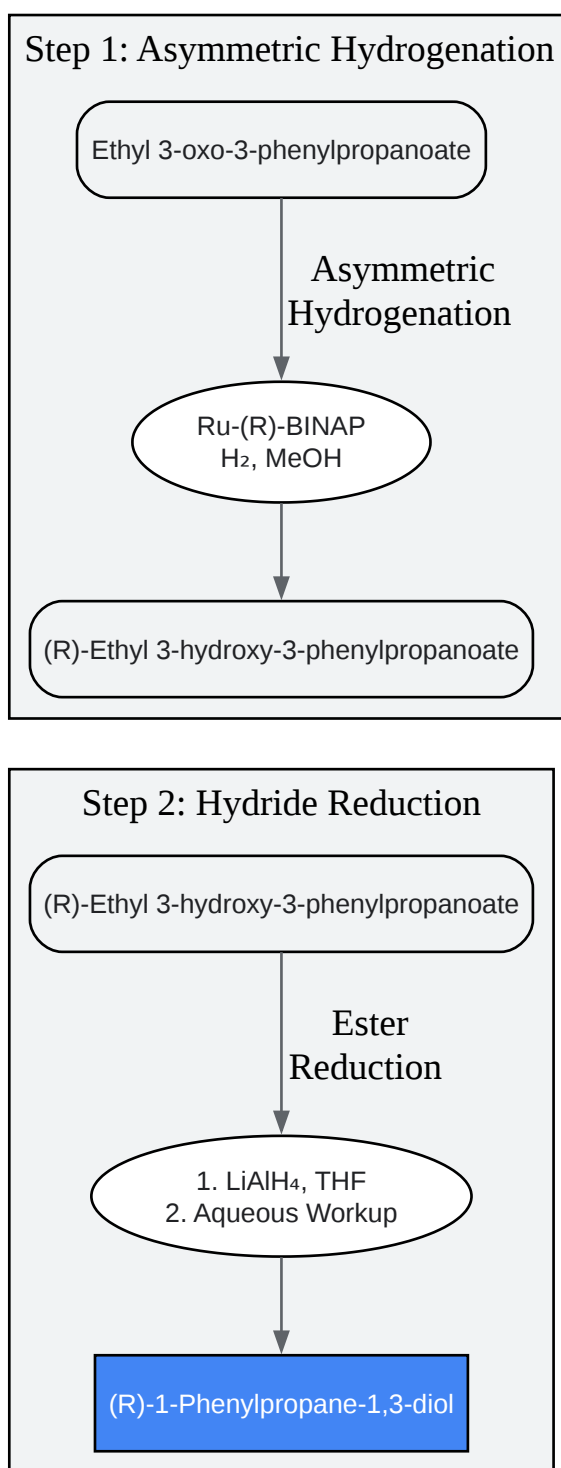 Step 1: Asymmetric Hydrogenation
Ethyl 3-oxo-3-phenylpropanoate
Asymmetric
Hydrogenation
Ru-(R)-BINAP
H₂, MeOH
(R)-Ethyl 3-hydroxy-3-phenylpropanoate
Step 2: Hydride Reduction
(R)-Ethyl 3-hydroxy-3-phenylpropanoate
Ester
Reduction
1. LiAlH₄, THF
2. Aqueous Workup
(R)-1-Phenylpropane-1,3-diol